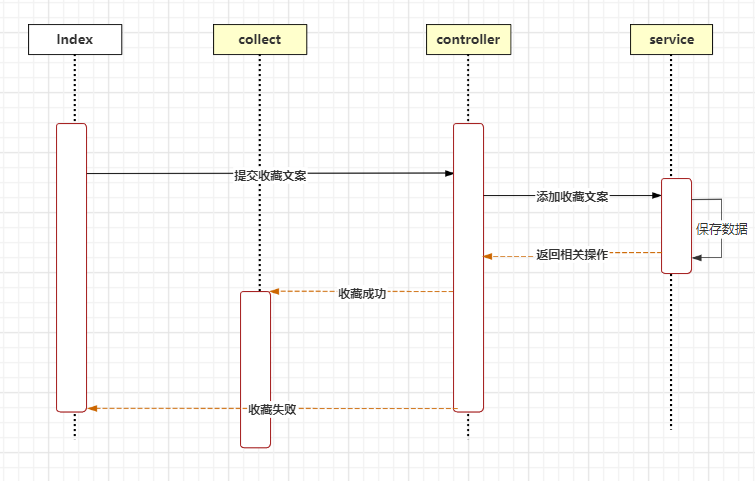 Index
collect
controller
service
提交收藏文案
添加收藏文案
保存数据
返回相关操作
收藏成功
收藏失败